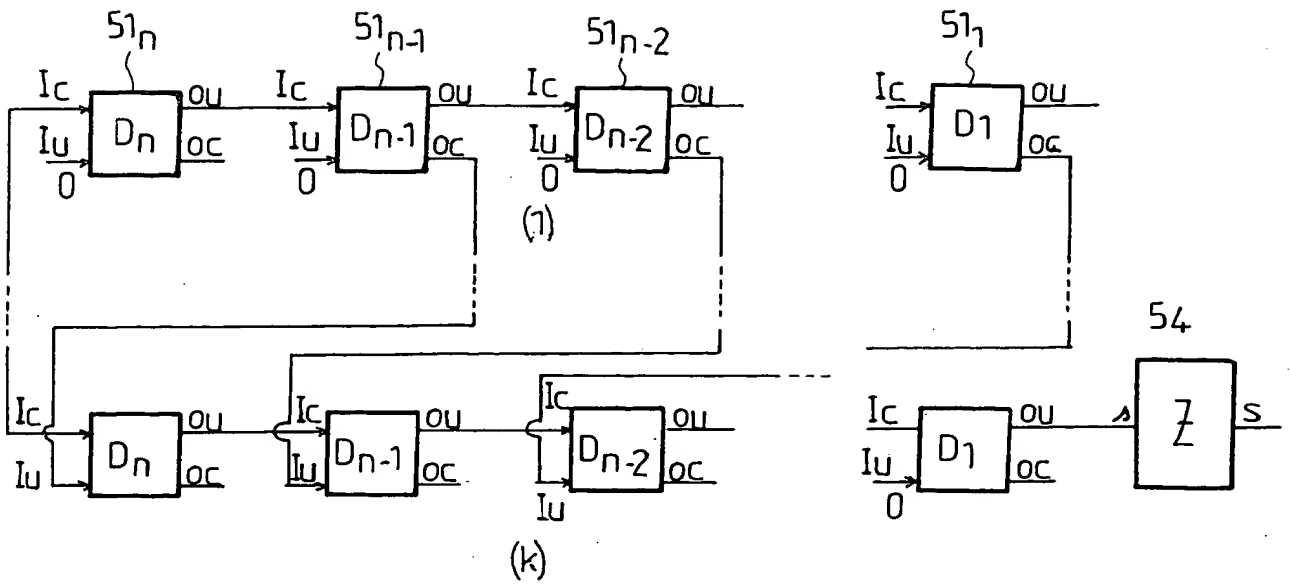 51n 51n-1 51n-2 511
Ic OU Ic OU Ic OU Ic OU
Dn Dn-1 Dn-2 D1
Iu OC Iu OC Iu OC Iu OC
0 0 0 0
(1)
54
Ic OU Ic OU Ic OU Ic OU s Z S
Dn Dn-1 Dn-2 D1
Iu OC Iu OC Iu OC Iu OC
0
(k)